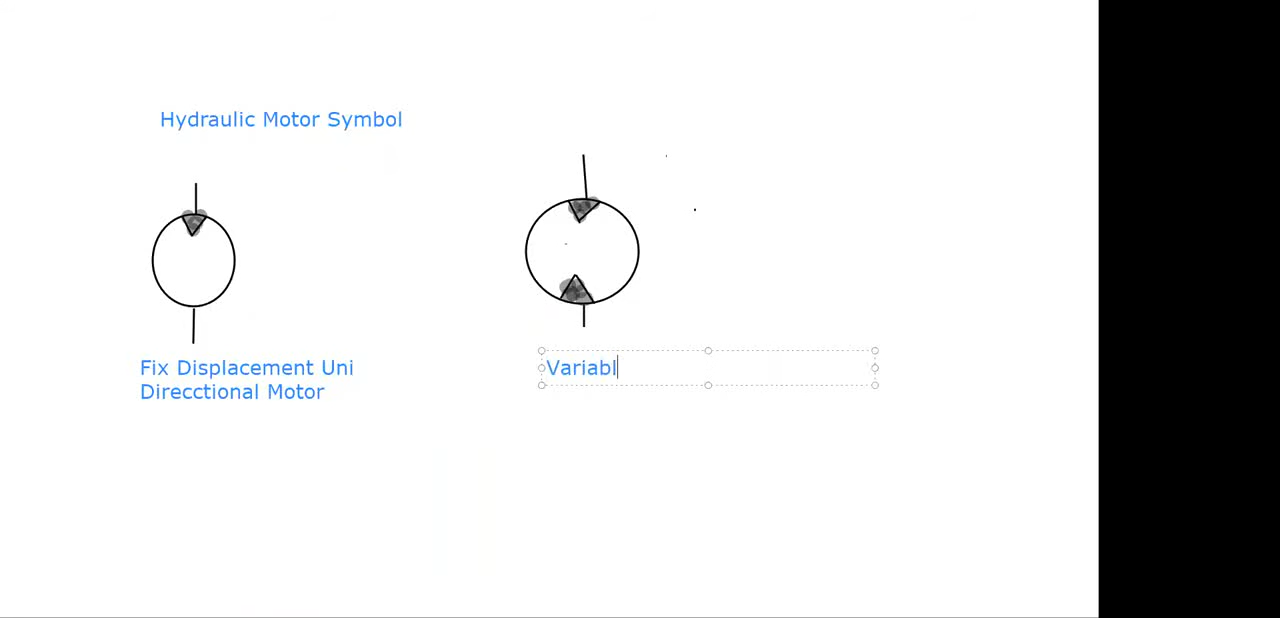 Hydraulic Motor Symbol
Fix Displacement Uni
Direcctional Motor
Variabl